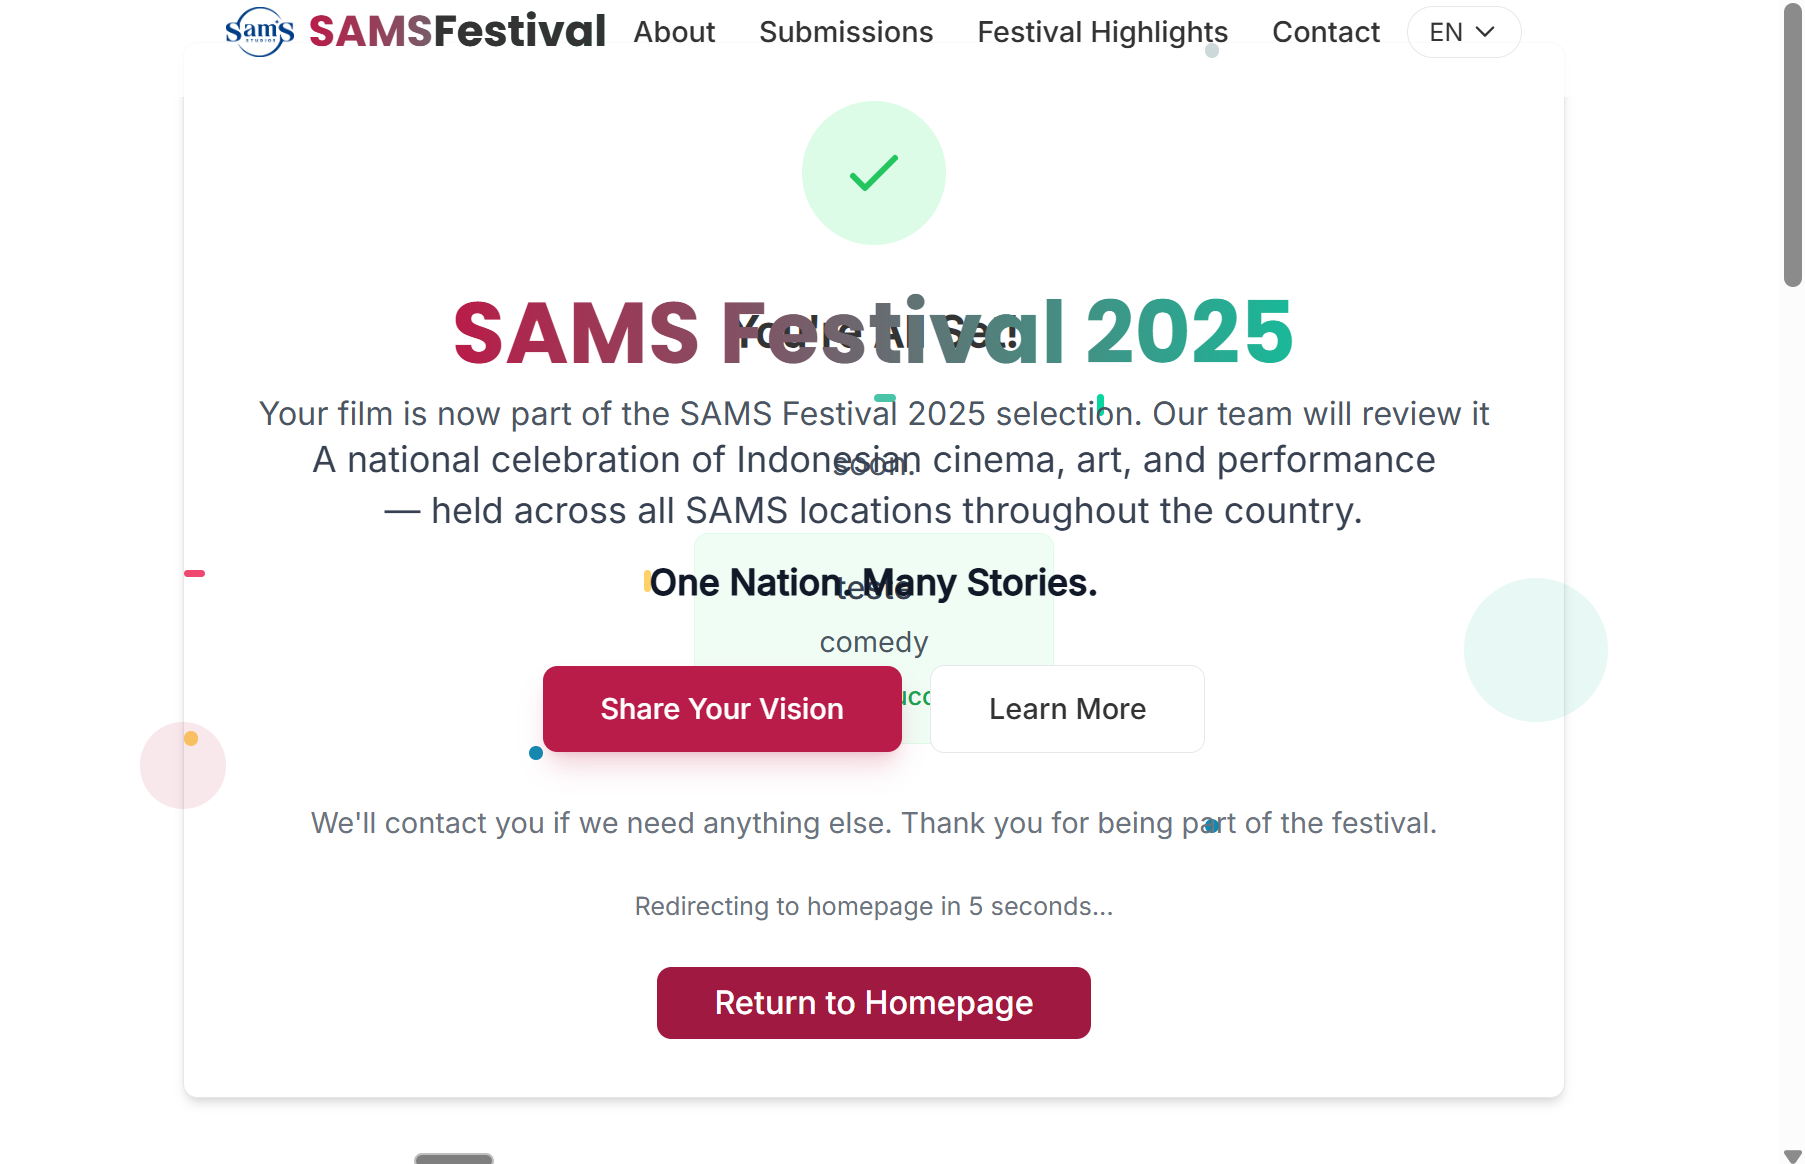 Sam's
STUDIOS
SAMSFestival
About
Submissions
Festival Highlights
Contact
EN
SAMS Festival 2025
You're All Set!
Your film is now part of the SAMS Festival 2025 selection. Our team will review it
soon.
A national celebration of Indonesian cinema, art, and performance
— held across all SAMS locations throughout the country.
One Nation. Many Stories.
comedy
Share Your Vision
Learn More
We'll contact you if we need anything else. Thank you for being part of the festival.
Redirecting to homepage in 5 seconds...
Return to Homepage